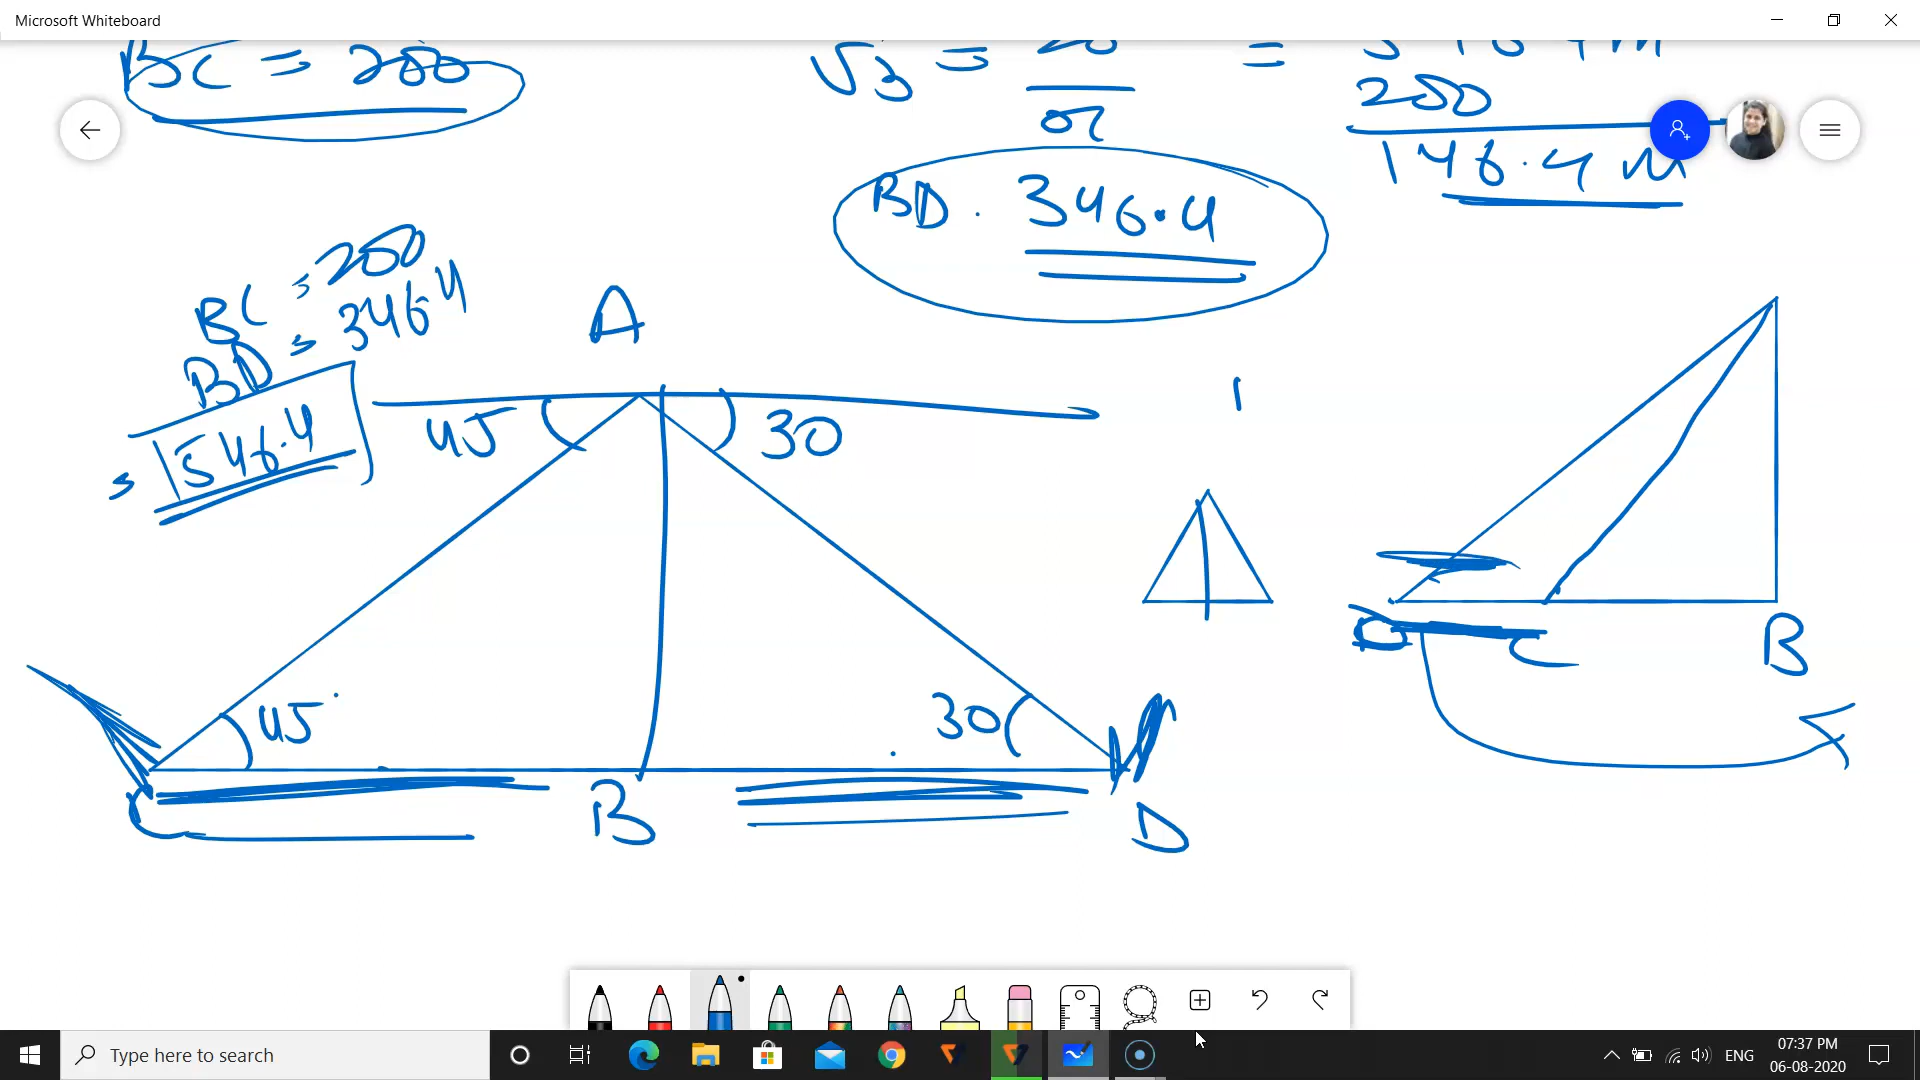 Microsoft Whiteboard
BC = 200
√3 =
200
146.4 m
BD . 346.4
BC = 200
BD = 346.4
= 546.4
A
45
30
45
30
C
B
D
D
C
B
Type here to search
ENG
07:37 PM
06-08-2020